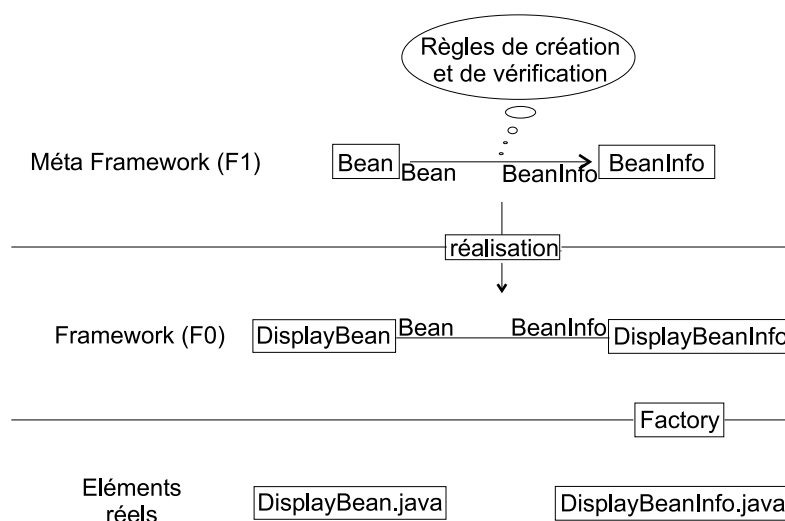 Règles de création
et de vérification
Méta Framework (F1)
Bean
Bean
BeanInfo
BeanInfo
réalisation
Framework (F0)
DisplayBean
Bean
BeanInfo
DisplayBeanInfo
Factory
Eléments
réels
DisplayBean.java
DisplayBeanInfo.java